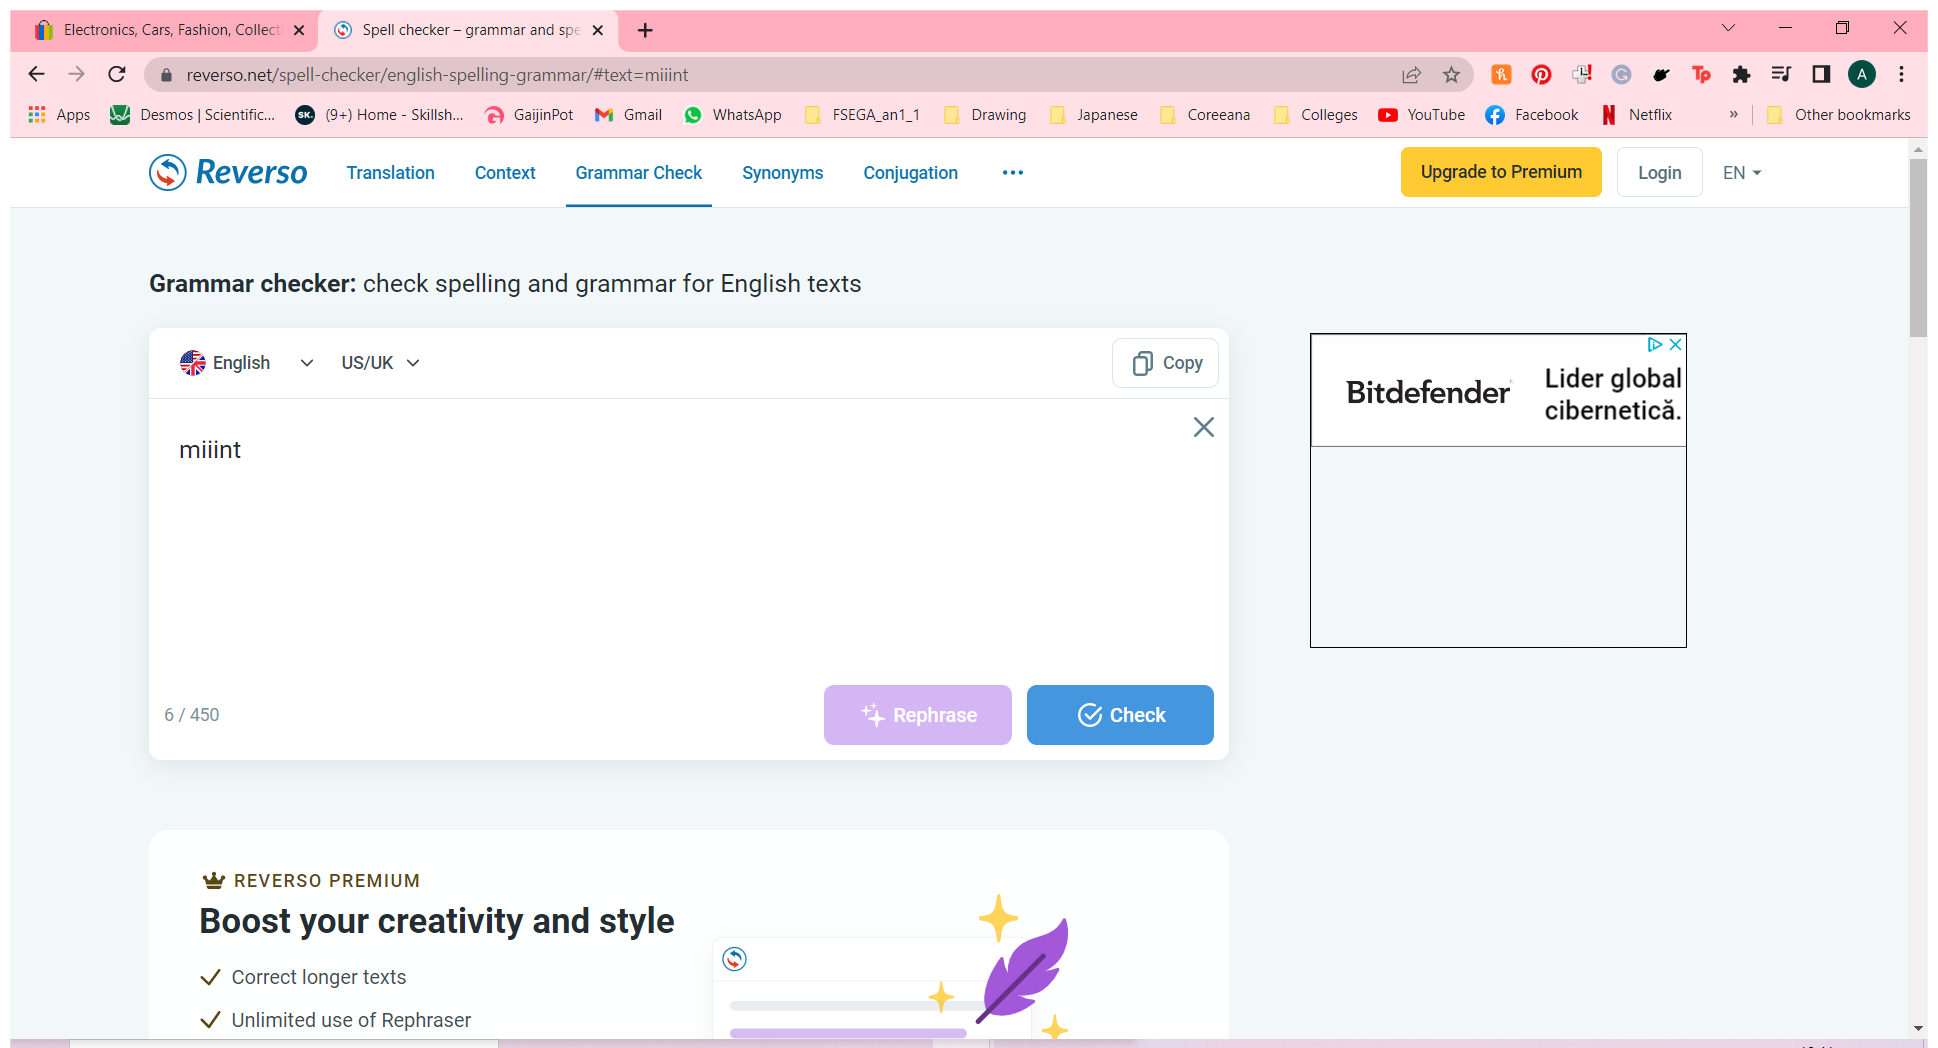 Electronics, Cars, Fashion, Collect
Spell checker – grammar and spe
reverso.net/spell-checker/english-spelling-grammar/#text=miiint
Apps Desmos | Scientific... (9+) Home - Skillsh... GaijinPot Gmail WhatsApp FSEGA_an1_1 Drawing Japanese Coreeana Colleges YouTube Facebook Netflix » Other bookmarks
Reverso Translation Context Grammar Check Synonyms Conjugation ••• Upgrade to Premium Login EN
Grammar checker: check spelling and grammar for English texts
English US/UK Copy
miiint
6 / 450 Rephrase Check
Bitdefender
Lider global
cibernetică.
REVERSO PREMIUM
Boost your creativity and style
Correct longer texts
Unlimited use of Rephraser